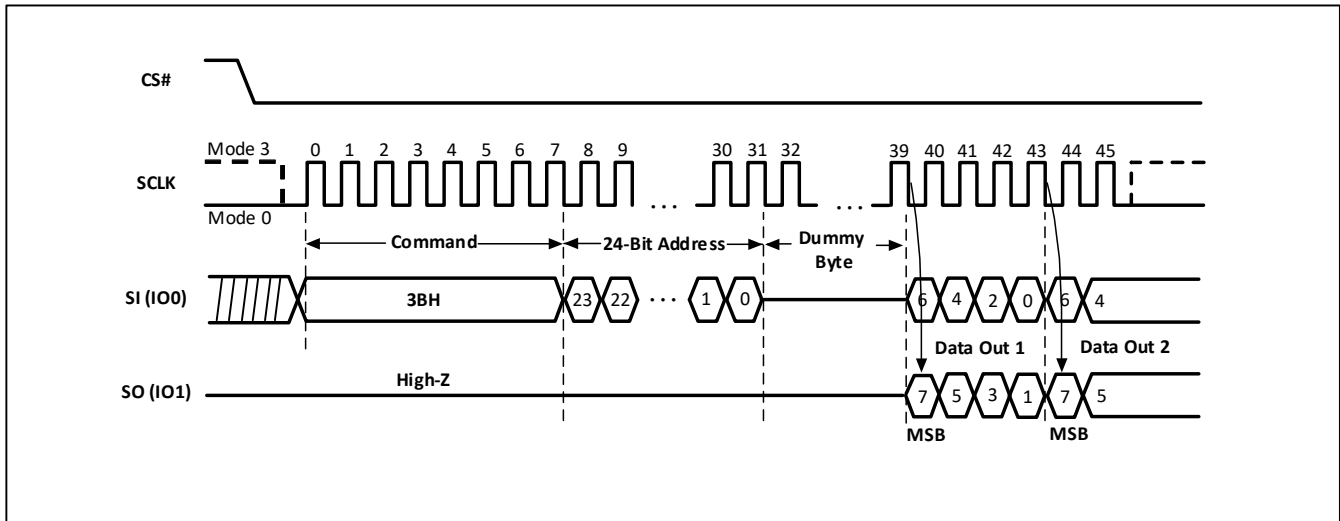 CS#
Mode 3
0 1 2 3 4 5 6 7 8 9 30 31 32 39 40 41 42 43 44 45
SCLK
... ...
Mode 0
Command 24-Bit Address Dummy
Byte
SI (IO0) 3BH 23 22 ... 1 0 6 4 2 0 6 4
Data Out 1 Data Out 2
High-Z
SO (IO1) 7 5 3 1 7 5
MSB MSB